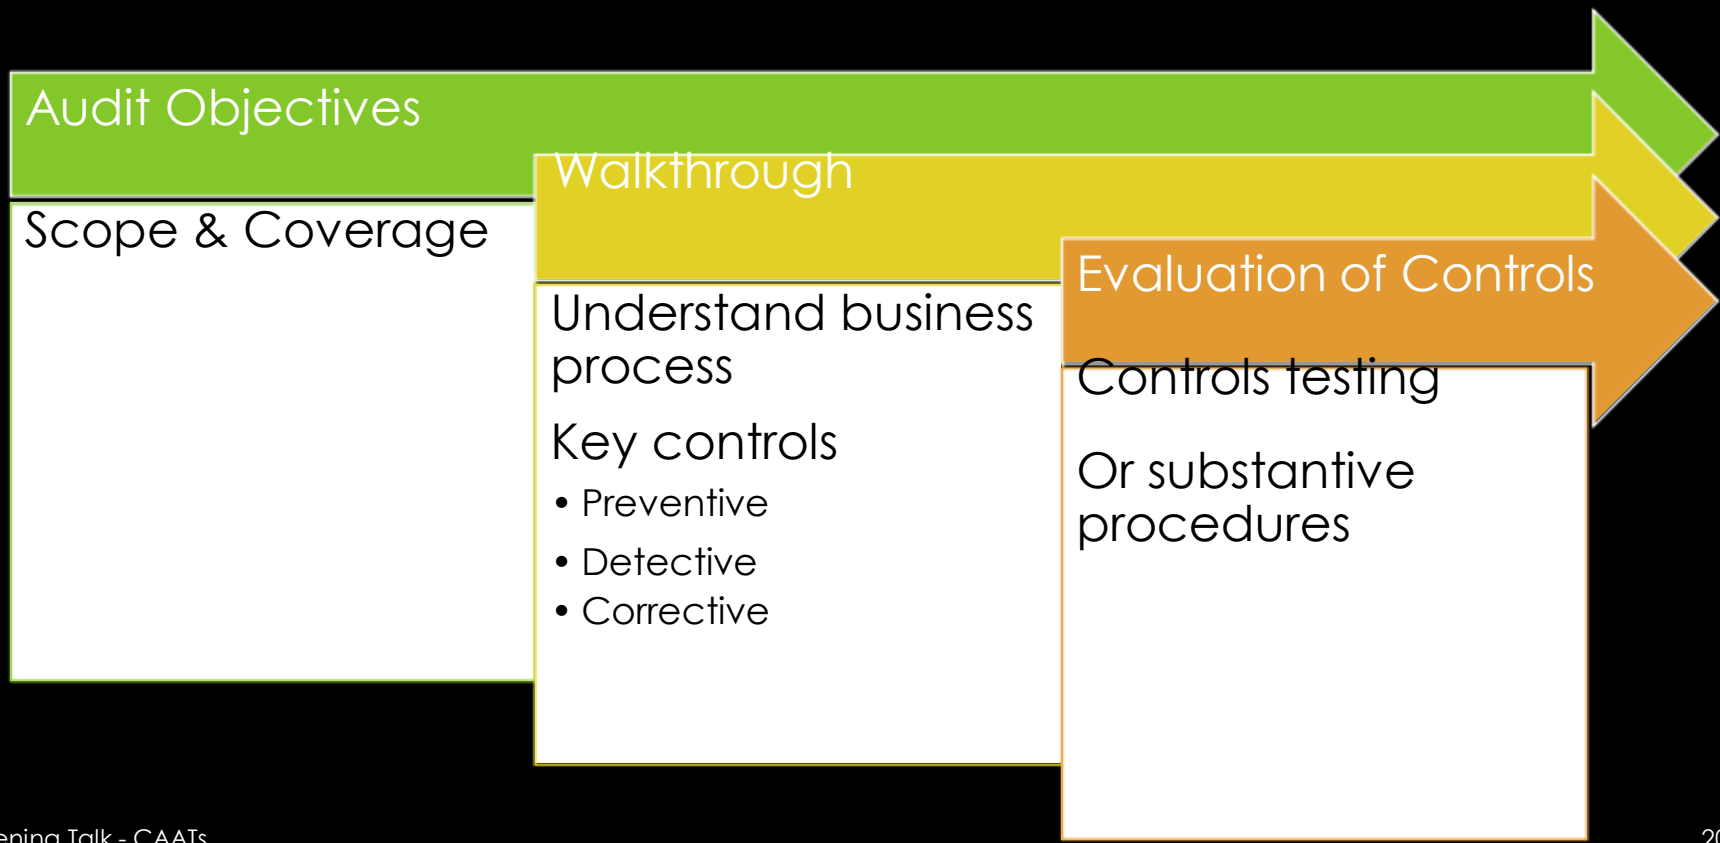 Audit Objectives
Scope & Coverage
Walkthrough
Understand business
process
Key controls
• Preventive
• Detective
• Corrective
Evaluation of Controls
Controls testing
Or substantive
procedures
Talk - CAATs